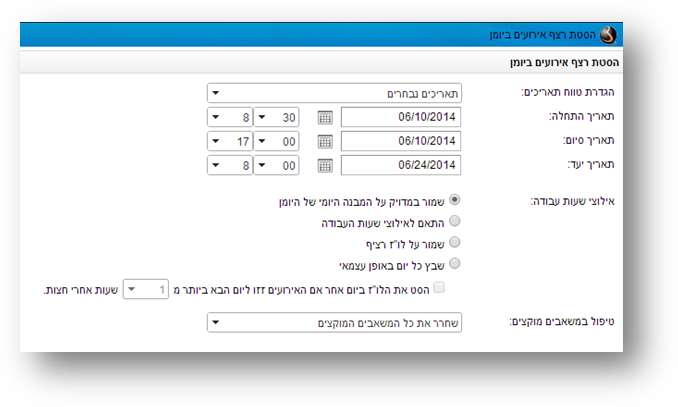 הסטת רצף אירועים ביומן
הסטת רצף אירועים ביומן
הגדרת טווח תאריכים: תאריכים נבחרים
תאריך התחלה: 06/10/2014 30 8
תאריך סיום: 06/10/2014 00 17
תאריך יעד: 06/24/2014 00 8
אילוצי שעות עבודה: שמור במדויק על המבנה היומי של היומן
התאם לאילוצי שעות העבודה
שמור על לו"ז רציף
שבץ כל יום באופן עצמאי
הסט את הלו"ז ביום אחר אם האירועים זזו ליום הבא ביותר מ 1 שעות אחרי חצות.
טיפול במשאבים מוקצים: שחרר את כל המשאבים המוקצים